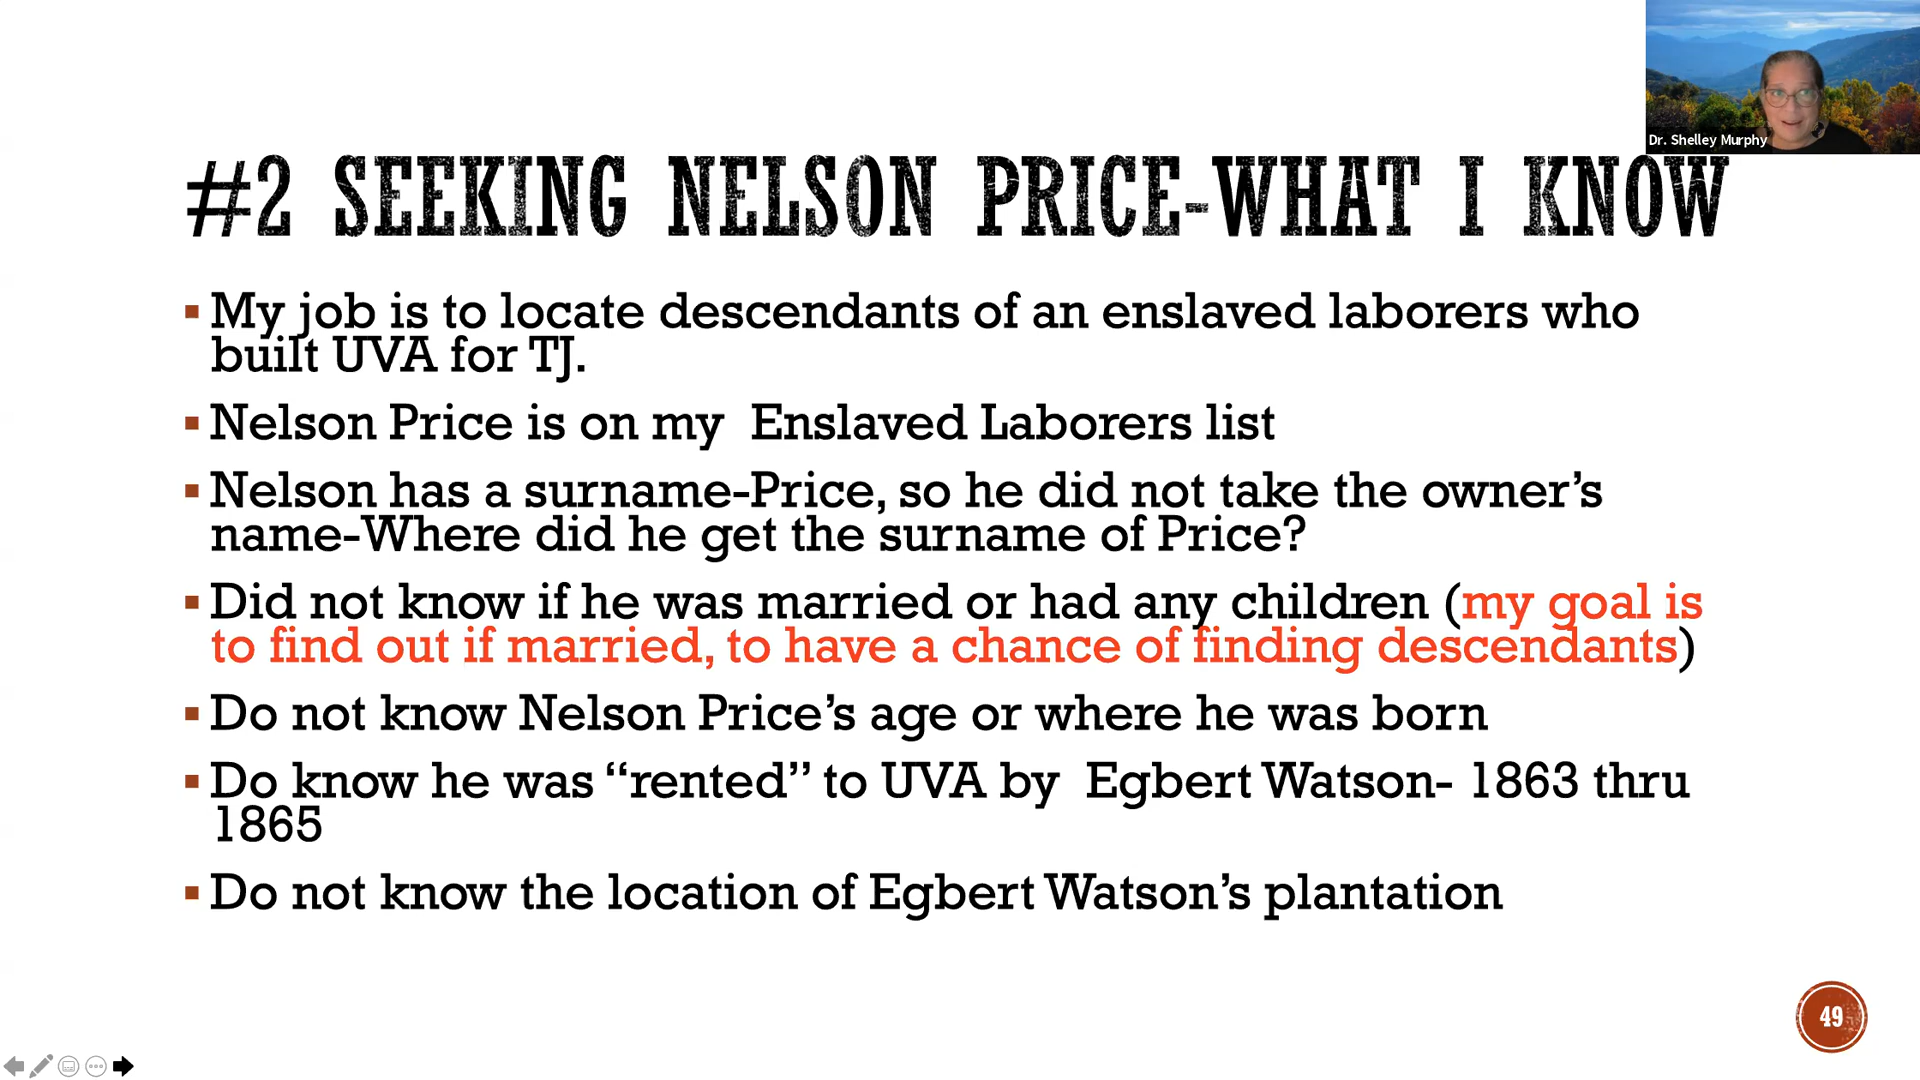 Dr. Shelley Murphy
#2 SEEKING NELSON PRICE-WHAT I KNOW
▪ My job is to locate descendants of an enslaved laborers who
built UVA for TJ.
▪ Nelson Price is on my Enslaved Laborers list
▪ Nelson has a surname-Price, so he did not take the owner’s
name-Where did he get the surname of Price?
▪ Did not know if he was married or had any children (my goal is
to find out if married, to have a chance of finding descendants)
▪ Do not know Nelson Price’s age or where he was born
▪ Do know he was “rented” to UVA by Egbert Watson- 1863 thru
1865
▪ Do not know the location of Egbert Watson’s plantation
49